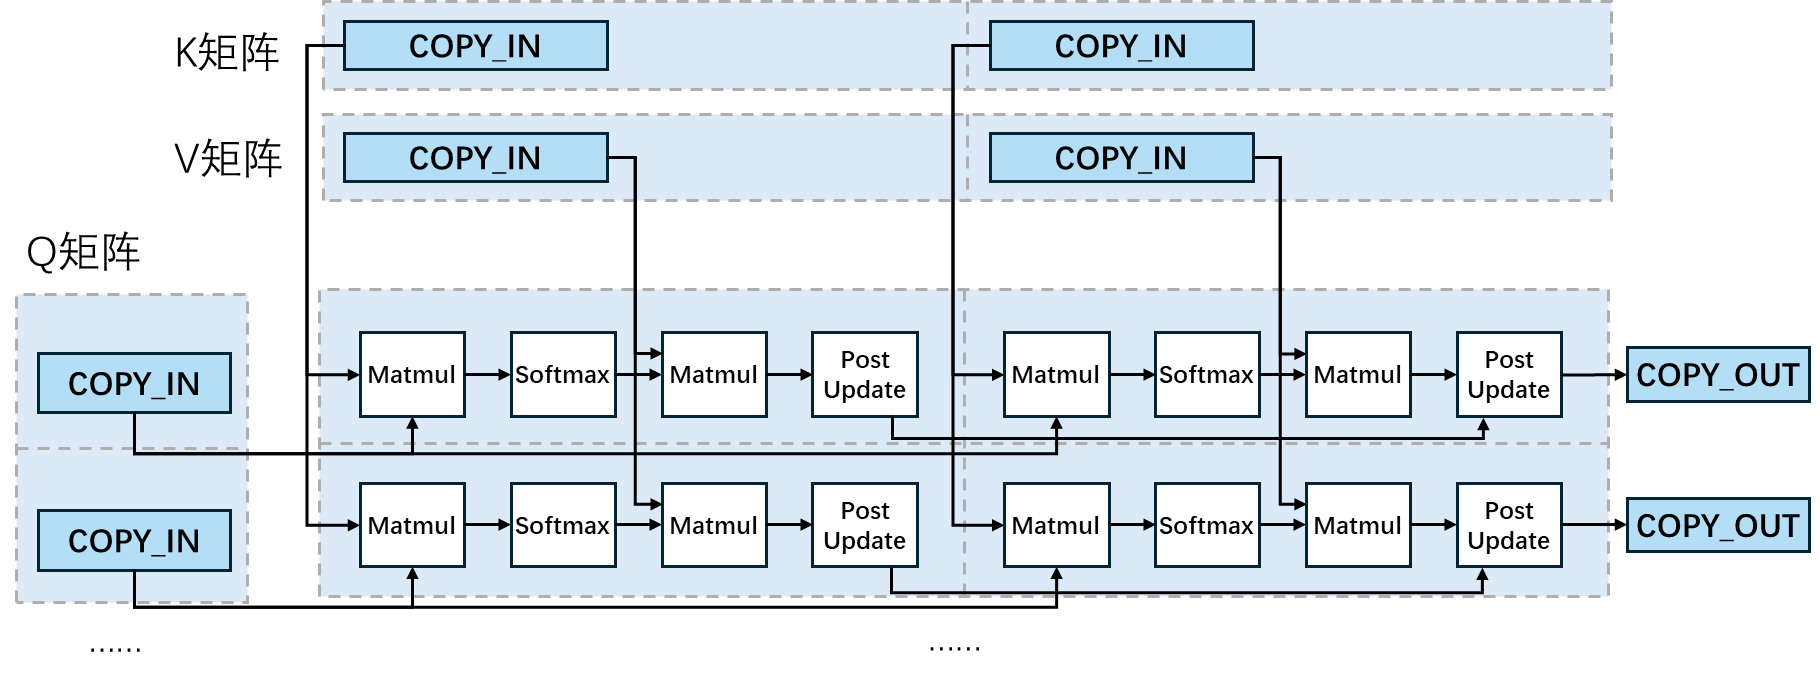 K矩阵
COPY_IN
COPY_IN
V矩阵
COPY_IN
COPY_IN
Q矩阵
COPY_IN
Matmul
Softmax
Matmul
Post
Update
Matmul
Softmax
Matmul
Post
Update
COPY_OUT
COPY_IN
Matmul
Softmax
Matmul
Post
Update
Matmul
Softmax
Matmul
Post
Update
COPY_OUT
……
……